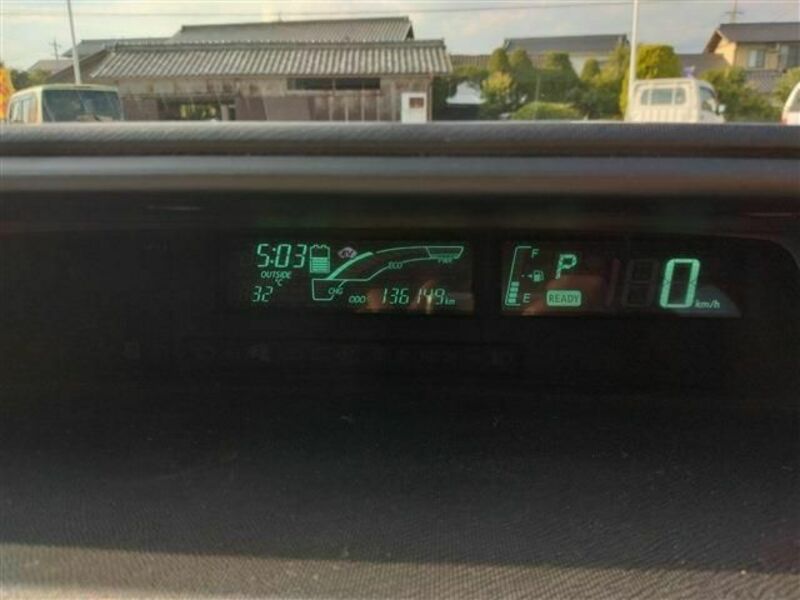 5:03
OUTSIDE
°C
32
ECO
PWR
CHG
ODO 136149 km
F
E
P
READY
0 km/h